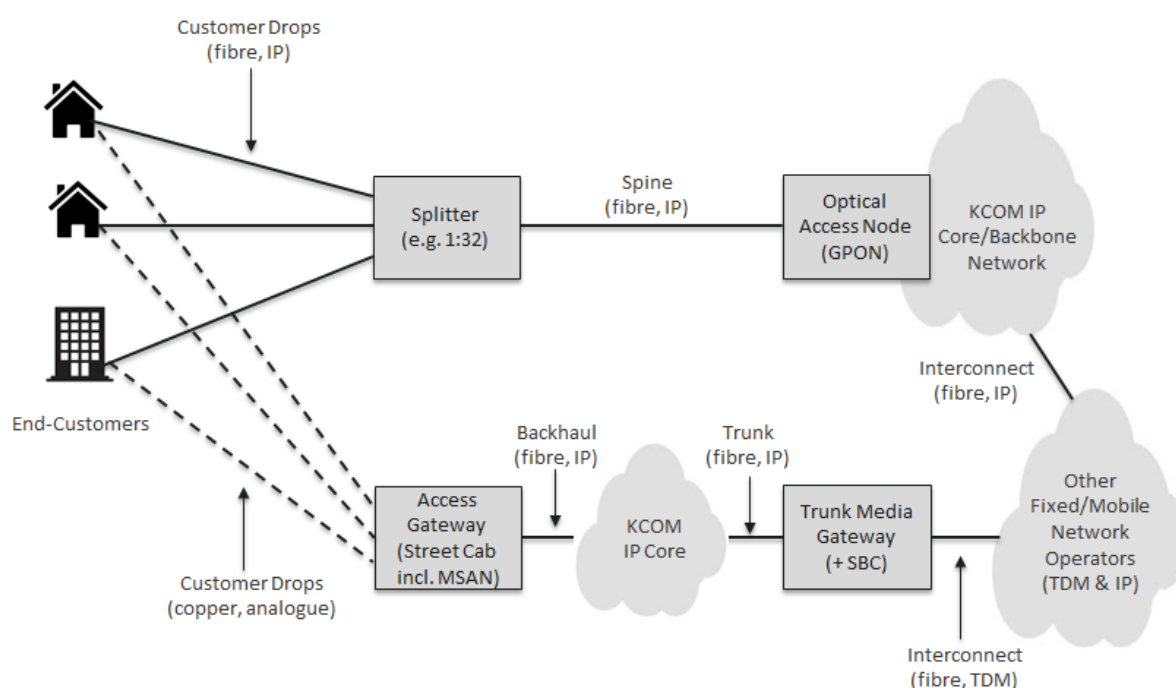 Customer Drops
(fibre, IP)
Splitter
(e.g. 1:32)
Spine
(fibre, IP)
Optical
Access Node
(GPON)
KCOM IP
Core/Backbone
Network
Interconnect
(fibre, IP)
End-Customers
Customer Drops
(copper, analogue)
Access
Gateway
(Street Cab
incl. MSAN)
Backhaul
(fibre, IP)
KCOM
IP Core
Trunk
(fibre, IP)
Trunk Media
Gateway
(+ SBC)
Other
Fixed/Mobile
Network
Operators
(TDM & IP)
Interconnect
(fibre, TDM)